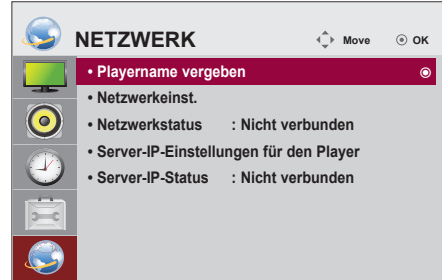 NETZWERK Move OK
• Playername vergeben
• Netzwerkeinst.
• Netzwerkstatus : Nicht verbunden
• Server-IP-Einstellungen für den Player
• Server-IP-Status : Nicht verbunden